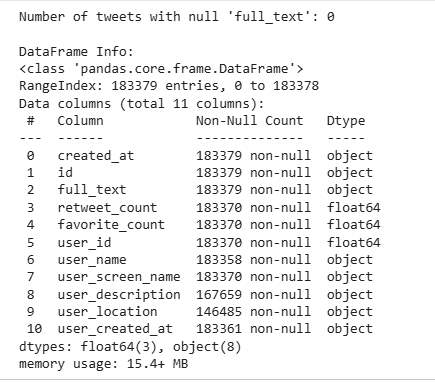 Number of tweets with null 'full_text': 0
DataFrame Info:
<class 'pandas.core.frame.DataFrame'>
RangeIndex: 183379 entries, 0 to 183378
Data columns (total 11 columns):
 #   Column            Non-Null Count   Dtype
---  ------            --------------   -----
 0   created_at        183379 non-null  object
 1   id                183379 non-null  object
 2   full_text         183379 non-null  object
 3   retweet_count     183370 non-null  float64
 4   favorite_count    183370 non-null  float64
 5   user_id           183370 non-null  float64
 6   user_name         183358 non-null  object
 7   user_screen_name  183370 non-null  object
 8   user_description  167659 non-null  object
 9   user_location     146485 non-null  object
 10  user_created_at   183361 non-null  object
dtypes: float64(3), object(8)
memory usage: 15.4+ MB